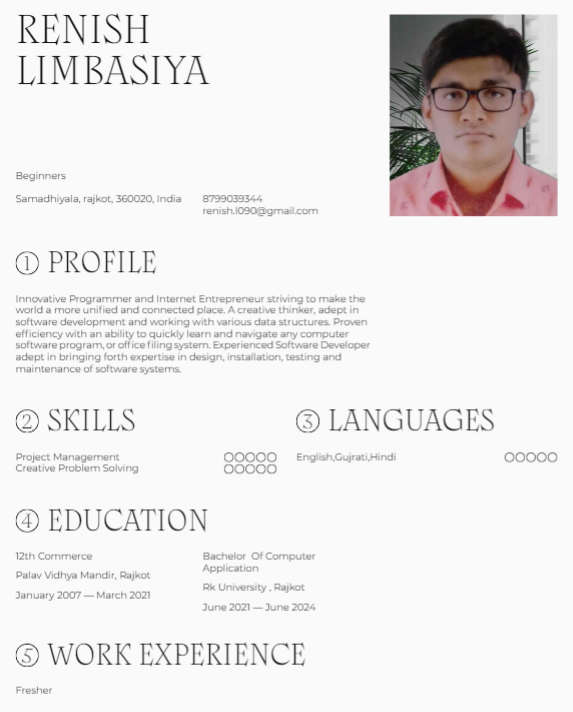 RENISH
LIMBASIYA
Beginners
Samadhiyala, rajkot, 360020, India
8799039344
renish.l090@gmail.com
① PROFILE
Innovative Programmer and Internet Entrepreneur striving to make the
world a more unified and connected place. A creative thinker, adept in
software development and working with various data structures. Proven
efficiency with an ability to quickly learn and navigate any computer
software program, or office filing system. Experienced Software Developer
adept in bringing forth expertise in design, installation, testing and
maintenance of software systems.
② SKILLS
Project Management
Creative Problem Solving
③ LANGUAGES
English,Gujrati,Hindi
④ EDUCATION
12th Commerce
Palav Vidhya Mandir, Rajkot
January 2007 — March 2021
Bachelor Of Computer
Application
Rk University , Rajkot
June 2021 — June 2024
⑤ WORK EXPERIENCE
Fresher